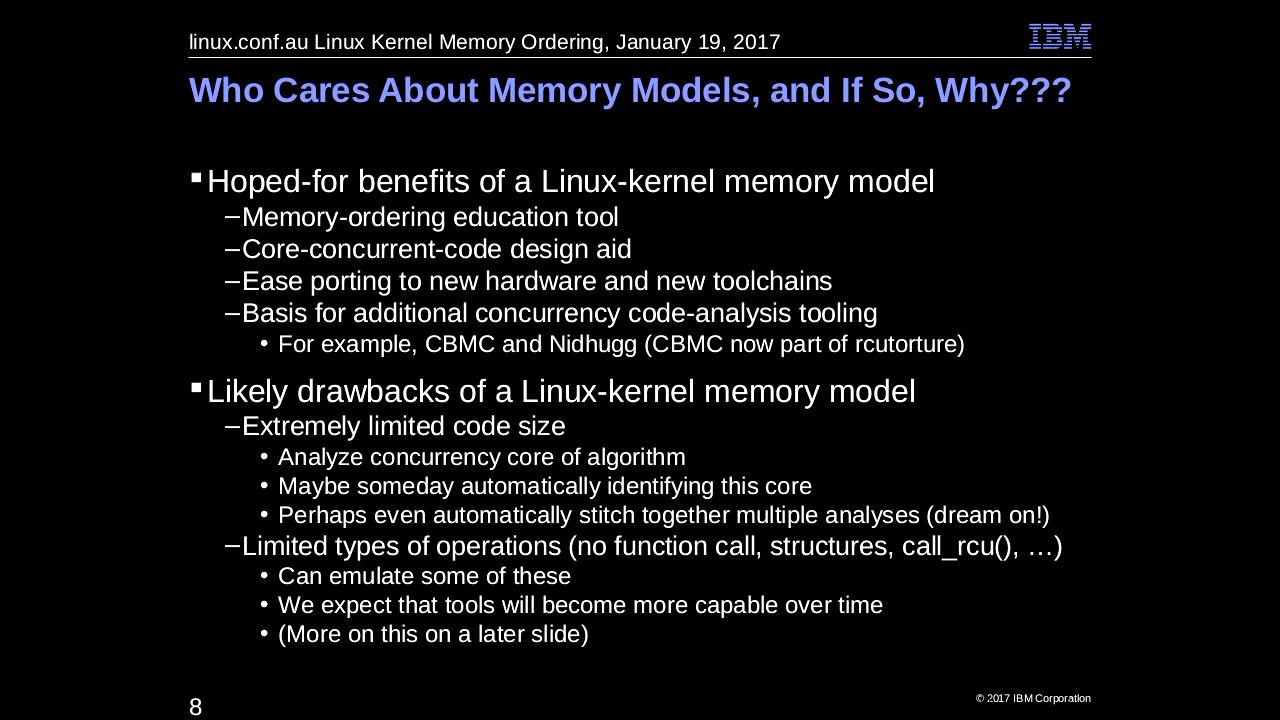 linux.conf.au Linux Kernel Memory Ordering, January 19, 2017
IBM
Who Cares About Memory Models, and If So, Why???
▪Hoped-for benefits of a Linux-kernel memory model
–Memory-ordering education tool
–Core-concurrent-code design aid
–Ease porting to new hardware and new toolchains
–Basis for additional concurrency code-analysis tooling
• For example, CBMC and Nidhugg (CBMC now part of rcutorture)
▪Likely drawbacks of a Linux-kernel memory model
–Extremely limited code size
• Analyze concurrency core of algorithm
• Maybe someday automatically identifying this core
• Perhaps even automatically stitch together multiple analyses (dream on!)
–Limited types of operations (no function call, structures, call_rcu(), …)
• Can emulate some of these
• We expect that tools will become more capable over time
• (More on this on a later slide)
8
© 2017 IBM Corporation